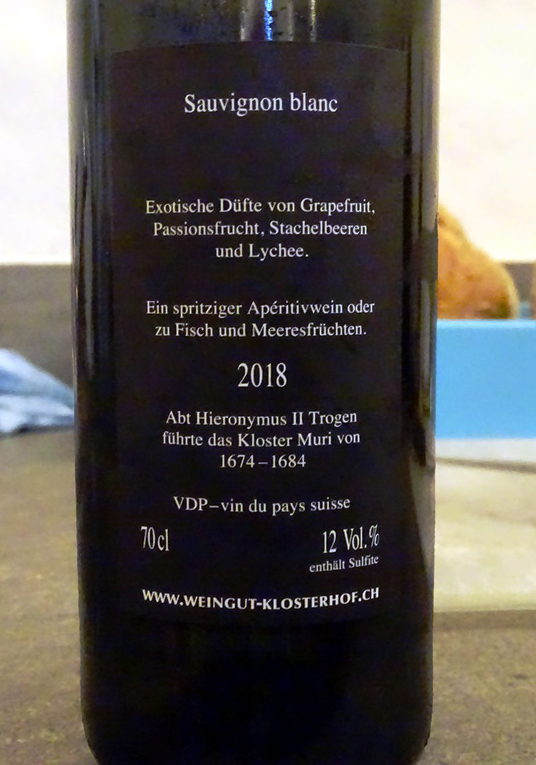 Sauvignon blanc
Exotische Düfte von Grapefruit,
Passionsfrucht, Stachelbeeren
und Lychee.
Ein spritziger Apéritivwein oder
zu Fisch und Meeresfrüchten.
2018
Abt Hieronymus II Trogen
führte das Kloster Muri von
1674–1684
VDP–vin du pays suisse
70 cl 12 Vol.%
enthält Sulfite
WWW.WEINGUT-KLOSTERHOF.CH